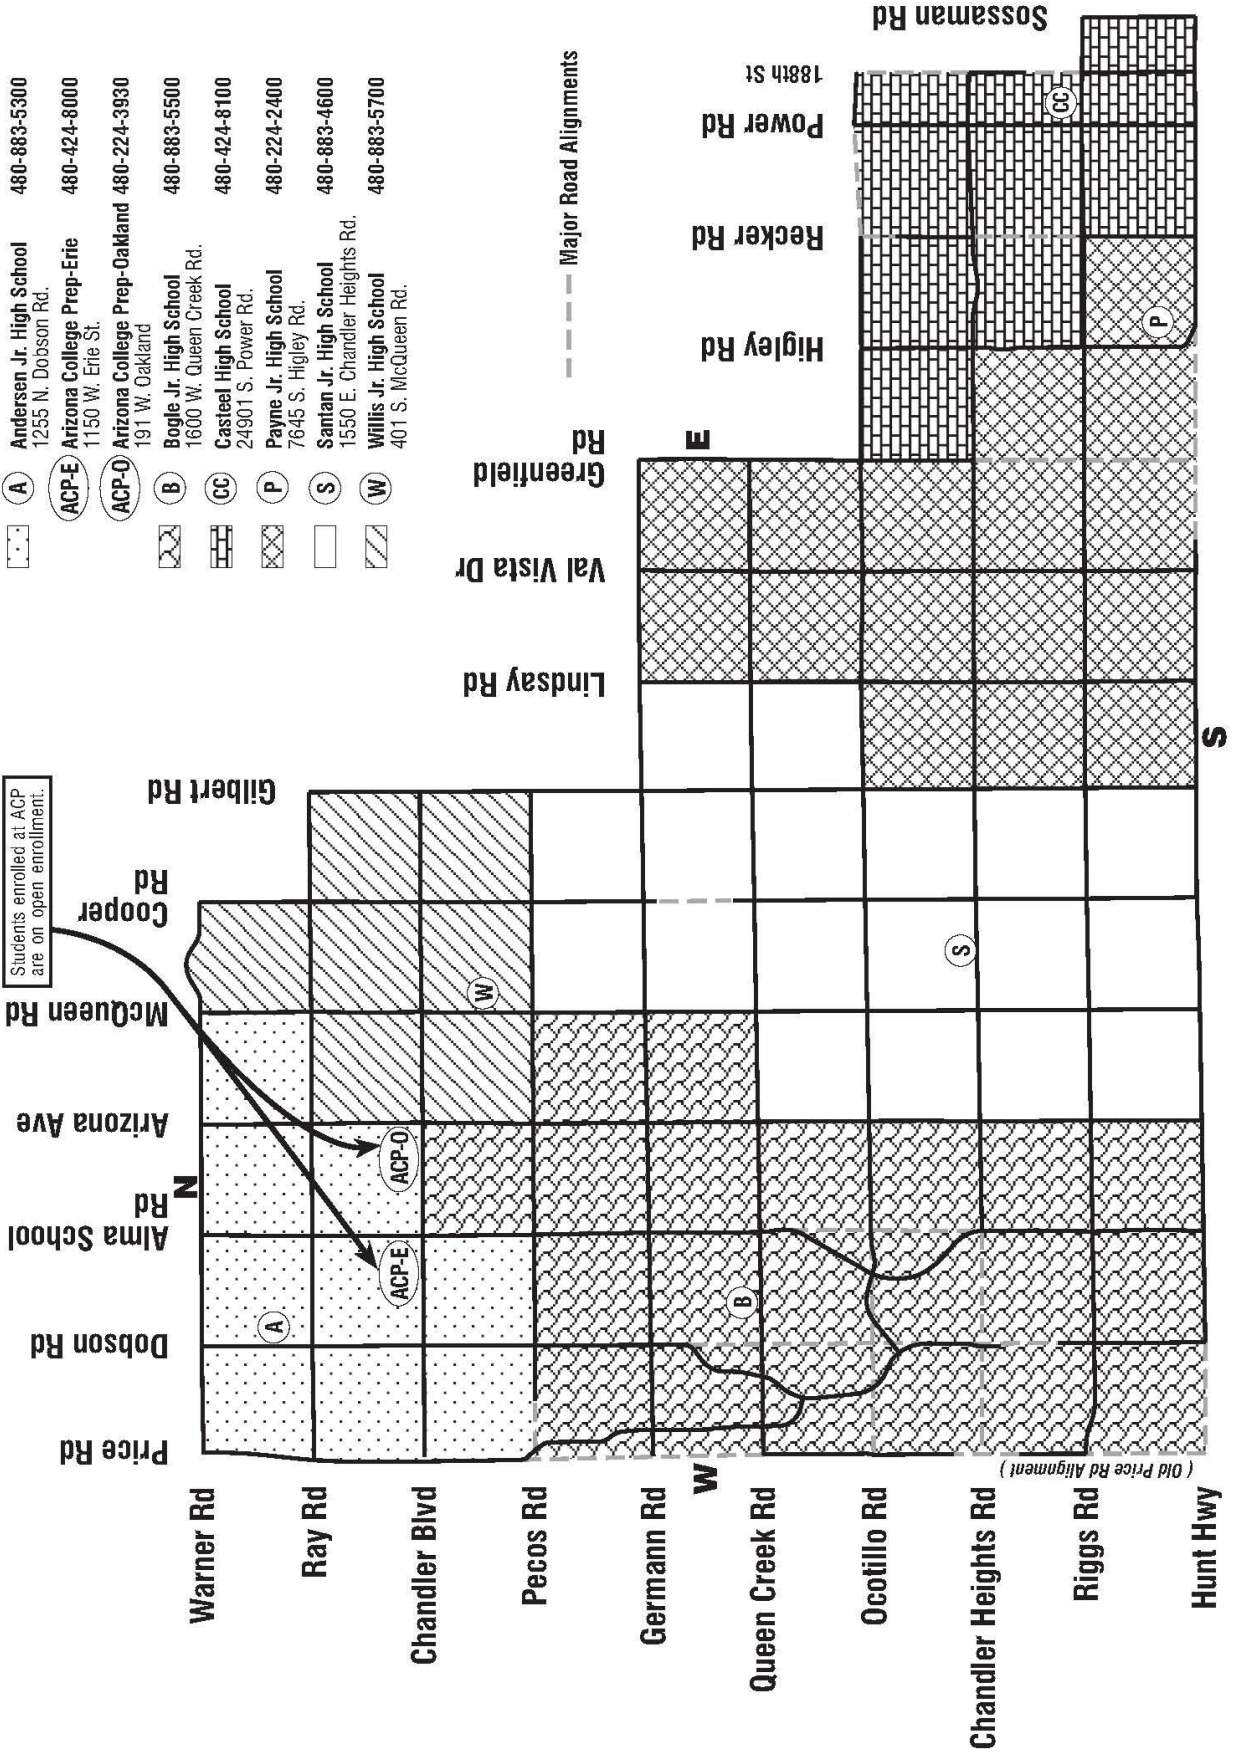 A Andersen Jr. High School 480-883-5300
1255 N. Dobson Rd.
ACP-E Arizona College Prep-Erie 480-424-8000
1150 W. Erie St.
ACP-O Arizona College Prep-Oakland 480-224-3930
191 W. Oakland
B Bogle Jr. High School 480-883-5500
1600 W. Queen Creek Rd.
CC Casteel High School 480-424-8100
24901 S. Power Rd.
P Payne Jr. High School 480-224-2400
7645 S. Higley Rd.
S Santan Jr. High School 480-883-4600
1550 E. Chandler Heights Rd.
W Willis Jr. High School 480-883-5700
401 S. McQueen Rd.
Major Road Alignments
Students enrolled at ACP
are on open enrollment.
Price Rd
Dobson Rd
Alma School
Rd
Arizona Ave
McQueen Rd
Cooper
Rd
Gilbert Rd
Lindsay Rd
Val Vista Dr
Greenfield
Rd
Higley Rd
Recker Rd
Power Rd
188th St
Sossaman
Rd
N
E
S
W
Warner Rd
Ray Rd
Chandler Blvd
Pecos Rd
Germann Rd
Queen Creek Rd
Ocotillo Rd
Chandler Heights Rd
Riggs Rd
Hunt Hwy
( Old Price Rd Alignment )
A
ACP-E
ACP-O
W
B
S
P
CC